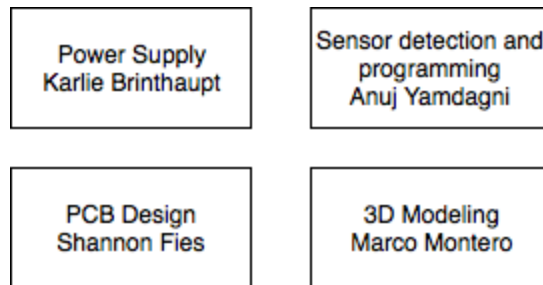 Power Supply
Karlie Brinthaupt
Sensor detection and
programming
Anuj Yamdagni
PCB Design
Shannon Fies
3D Modeling
Marco Montero